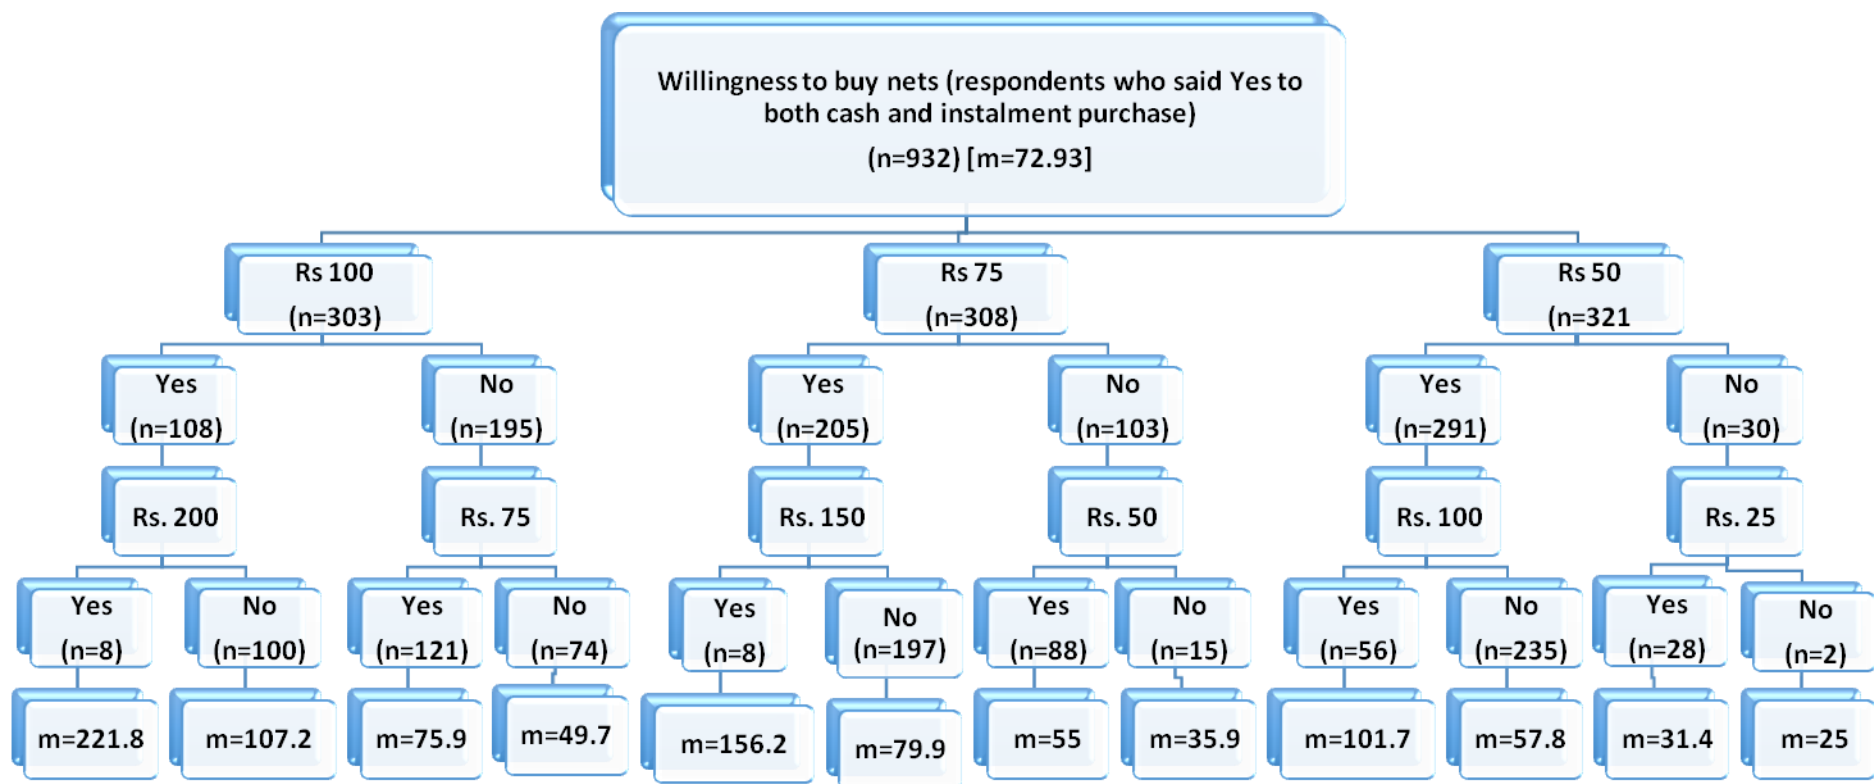 Willingness to buy nets (respondents who said Yes to
both cash and instalment purchase)
(n=932) [m=72.93]
Rs 100
(n=303)
Rs 75
(n=308)
Rs 50
(n=321
Yes
(n=108)
No
(n=195)
Yes
(n=205)
No
(n=103)
Yes
(n=291)
No
(n=30)
Rs. 200
Rs. 75
Rs. 150
Rs. 50
Rs. 100
Rs. 25
Yes
(n=8)
No
(n=100)
Yes
(n=121)
No
(n=74)
Yes
(n=8)
No
(n=197)
Yes
(n=88)
No
(n=15)
Yes
(n=56)
No
(n=235)
Yes
(n=28)
No
(n=2)
m=221.8
m=107.2
m=75.9
m=49.7
m=156.2
m=79.9
m=55
m=35.9
m=101.7
m=57.8
m=31.4
m=25